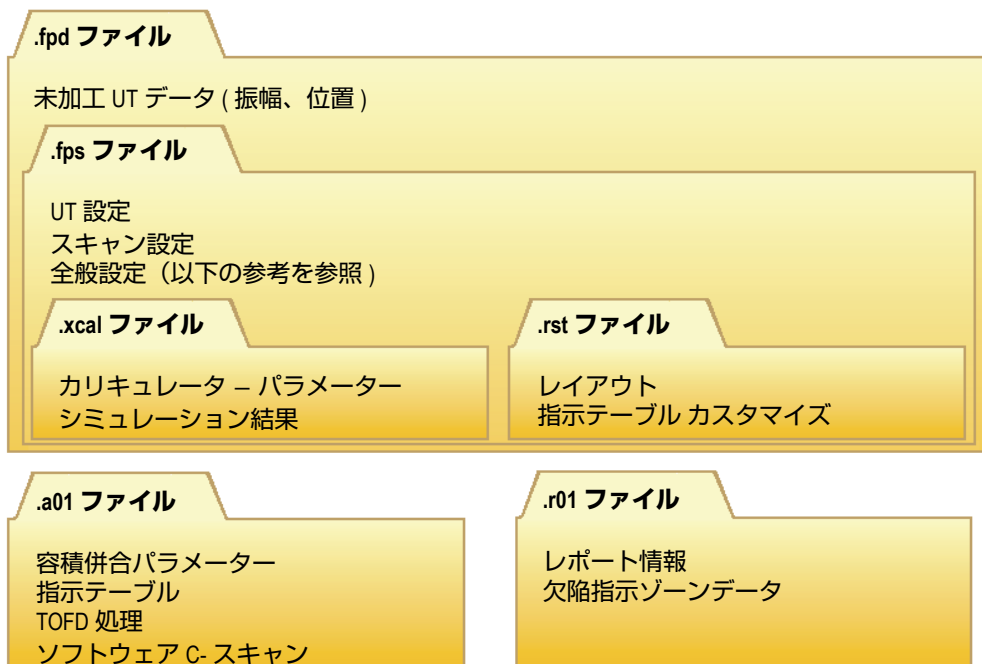 .fpd ファイル
未加工 UT データ ( 振幅、位置 )
.fps ファイル
UT 設定
スキャン設定
全般設定（以下の参考を参照 )
.xcal ファイル
カリキュレータ – パラメーター
シミュレーション結果
.rst ファイル
レイアウト
指示テーブル カスタマイズ
.a01 ファイル
容積併合パラメーター
指示テーブル
TOFD 処理
ソフトウェア C- スキャン
.r01 ファイル
レポート情報
欠陥指示ゾーンデータ